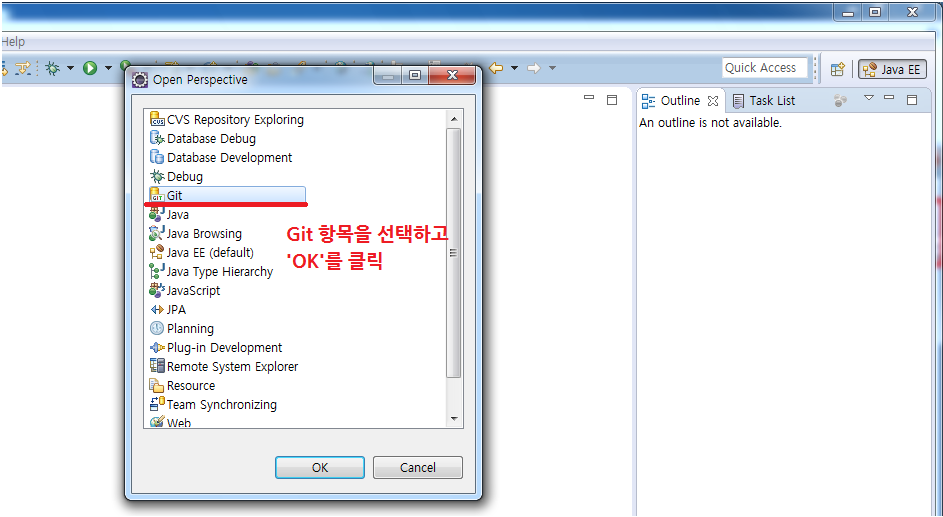 Help
Quick Access
Java EE
Open Perspective
Outline
Task List
An outline is not available.
CVS Repository Exploring
Database Debug
Database Development
Debug
Git
Java
Java Browsing
Java EE (default)
Java Type Hierarchy
JavaScript
JPA
Planning
Plug-in Development
Remote System Explorer
Resource
Team Synchronizing
Web
Git 항목을 선택하고
'OK'를 클릭
OK
Cancel